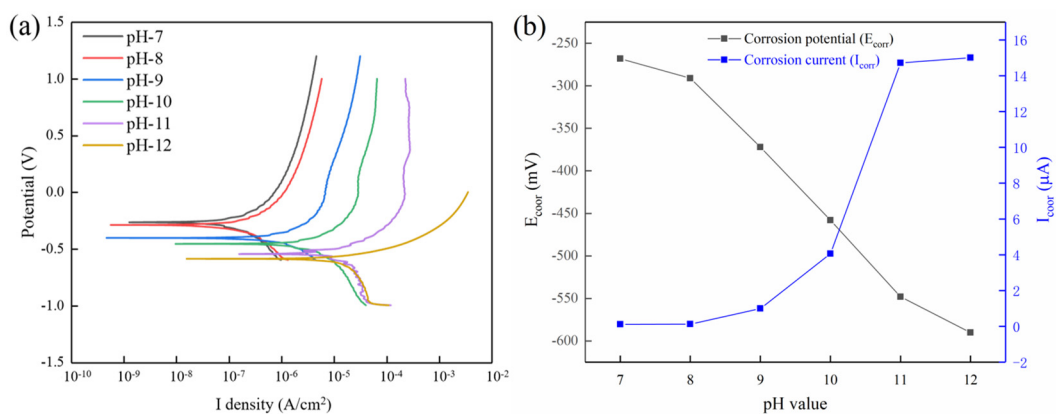 (a)
1.5
1.0
0.5
0.0
-0.5
-1.0
-1.5
Potential (V)
pH-7
pH-8
pH-9
pH-10
pH-11
pH-12
10-10 10-9 10-8 10-7 10-6 10-5 10-4 10-3 10-2
I density (A/cm2)
(b)
-250
-300
-350
-400
-450
-500
-550
-600
Ecoor (mV)
Corrosion potential (Ecorr)
Corrosion current (Icorr)
16
14
12
10
8
6
4
2
0
-2
Icoor (μA)
7 8 9 10 11 12
pH value